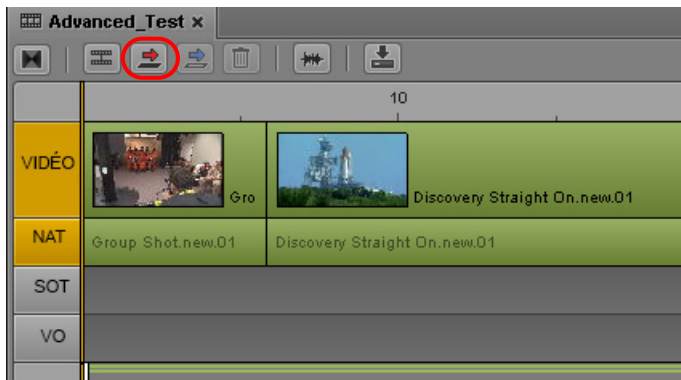 Advanced_Test ×
10
VIDÉO
Gro
Discovery Straight On.new.01
NAT
Group Shot.new.01
Discovery Straight On.new.01
SOT
VO